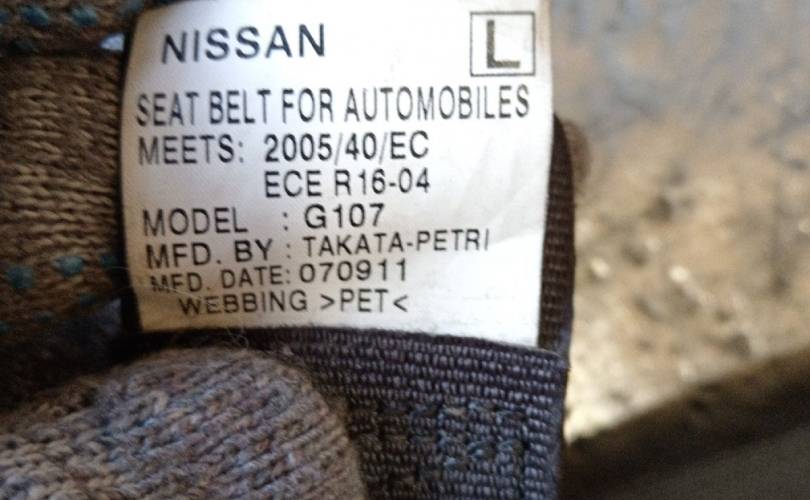 NISSAN L
SEAT BELT FOR AUTOMOBILES
MEETS: 2005/40/EC
ECE R16-04
MODEL : G107
MFD. BY : TAKATA-PETRI
MFD. DATE: 070911
WEBBING >PET<